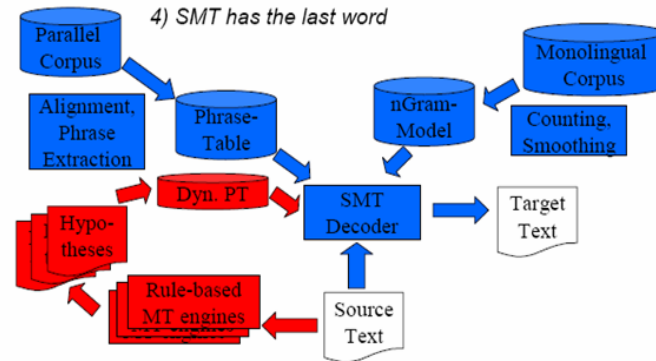 4) SMT has the last word
Parallel
Corpus
Monolingual
Corpus
Alignment,
Phrase
Extraction
Phrase-
Table
nGram-
Model
Counting,
Smoothing
Dyn. PT
SMT
Decoder
Target
Text
Hypo-
theses
Rule-based
MT engines
Source
Text